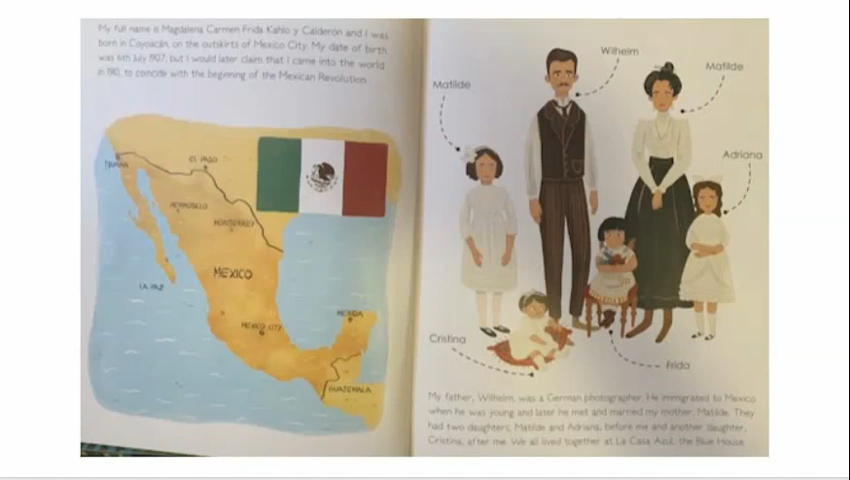 My full name is Magdalena Carmen Frida Kahlo y Calderón and I was
born in Coyoacán, on the outskirts of Mexico City. My date of birth
was 6th July 1907, but I would later claim that I came into the world
in 1910, to coincide with the beginning of the Mexican Revolution.
TIJUANA
EL PASO
HERMOSILLO
MONTERREY
MEXICO
LA PAZ
MERIDA
MEXICO CITY
GUATEMALA
Wilhelm
Matilde
Matilde
Adriana
Cristina
Frida
My father, Wilhelm, was a German photographer. He immigrated to Mexico
when he was young and later he met and married my mother, Matilde. They
had two daughters, Matilde and Adriana, before me and another daughter,
Cristina, after me. We all lived together at La Casa Azul, the Blue House.